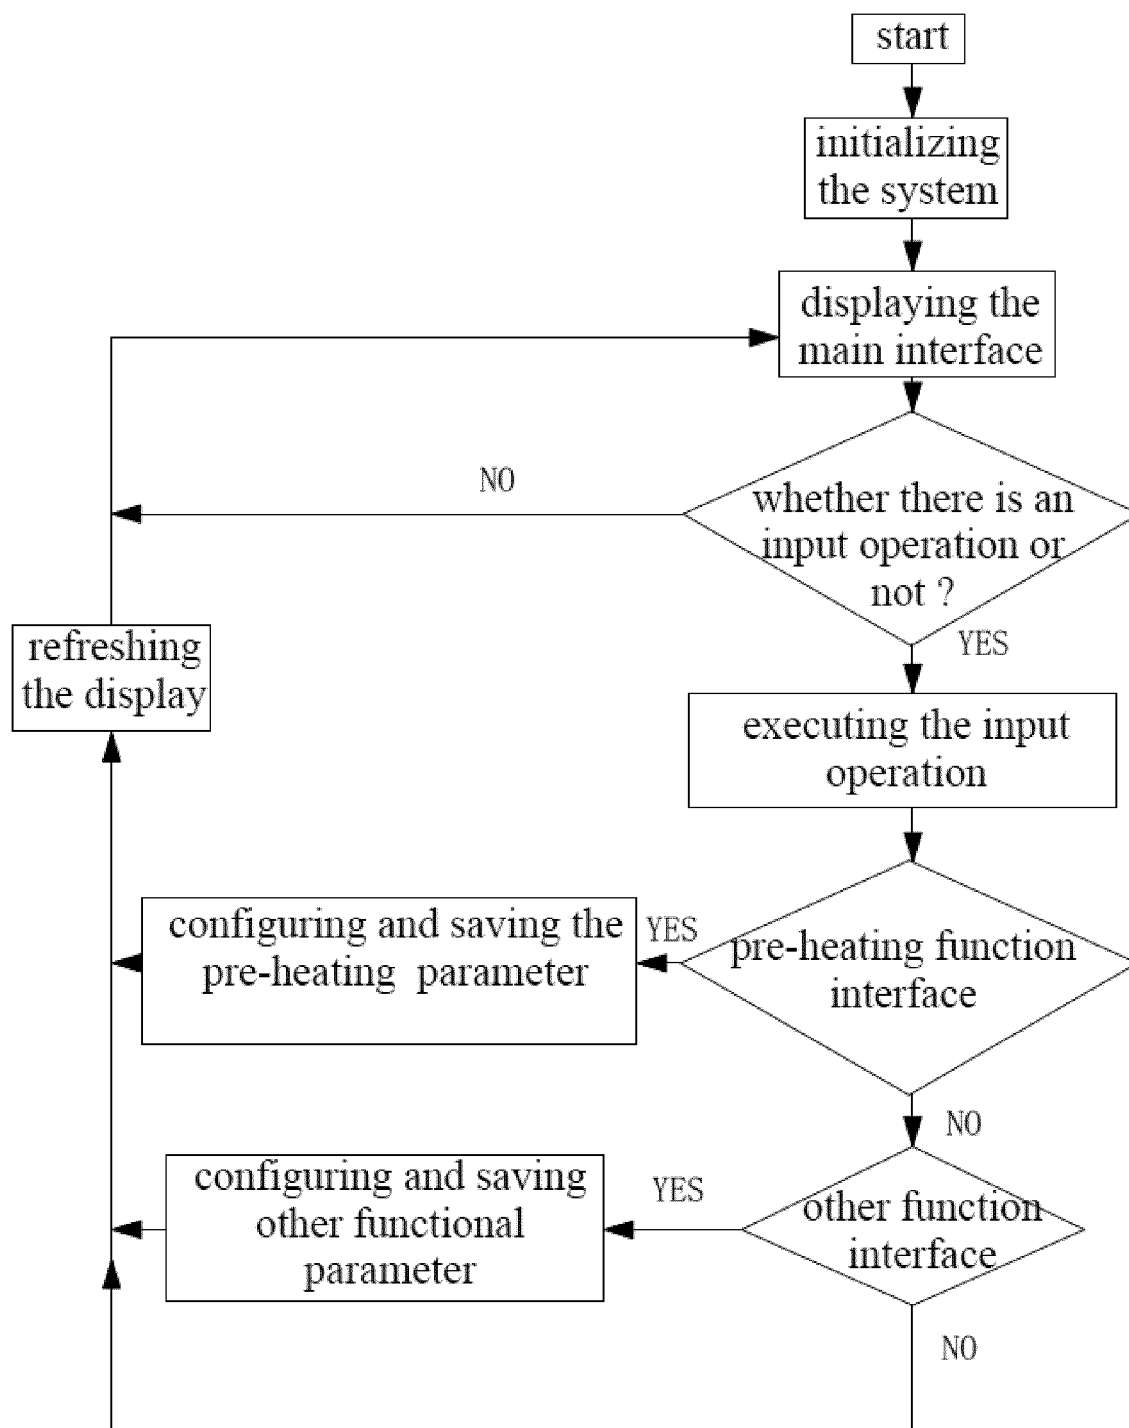 start
initializing
the system
displaying the
main interface
NO
whether there is an
input operation or
not ?
YES
refreshing
the display
executing the input
operation
configuring and saving the
pre-heating parameter
YES
pre-heating function
interface
NO
configuring and saving
other functional
parameter
YES
other function
interface
NO